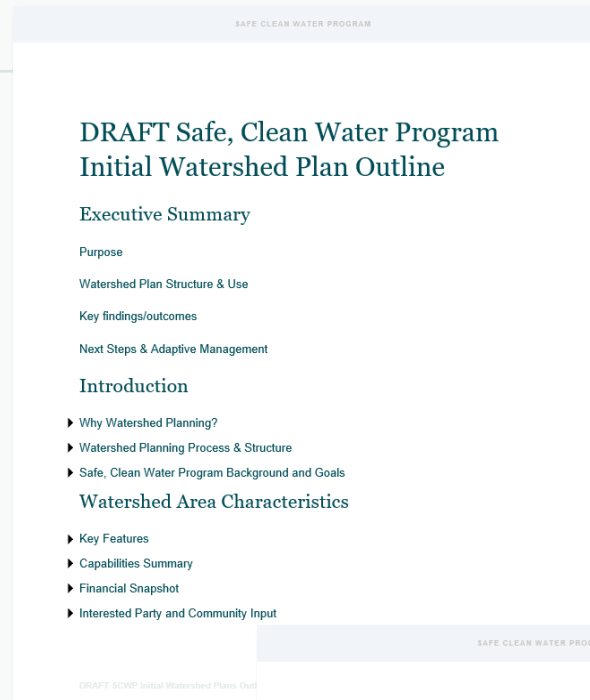 SAFE CLEAN WATER PROGRAM
DRAFT Safe, Clean Water Program
Initial Watershed Plan Outline
Executive Summary
Purpose
Watershed Plan Structure & Use
Key findings/outcomes
Next Steps & Adaptive Management
Introduction
Why Watershed Planning?
Watershed Planning Process & Structure
Safe, Clean Water Program Background and Goals
Watershed Area Characteristics
Key Features
Capabilities Summary
Financial Snapshot
Interested Party and Community Input
SAFE CLEAN WATER PRO
DRAFT SCWP Initial Watershed Plans Outl